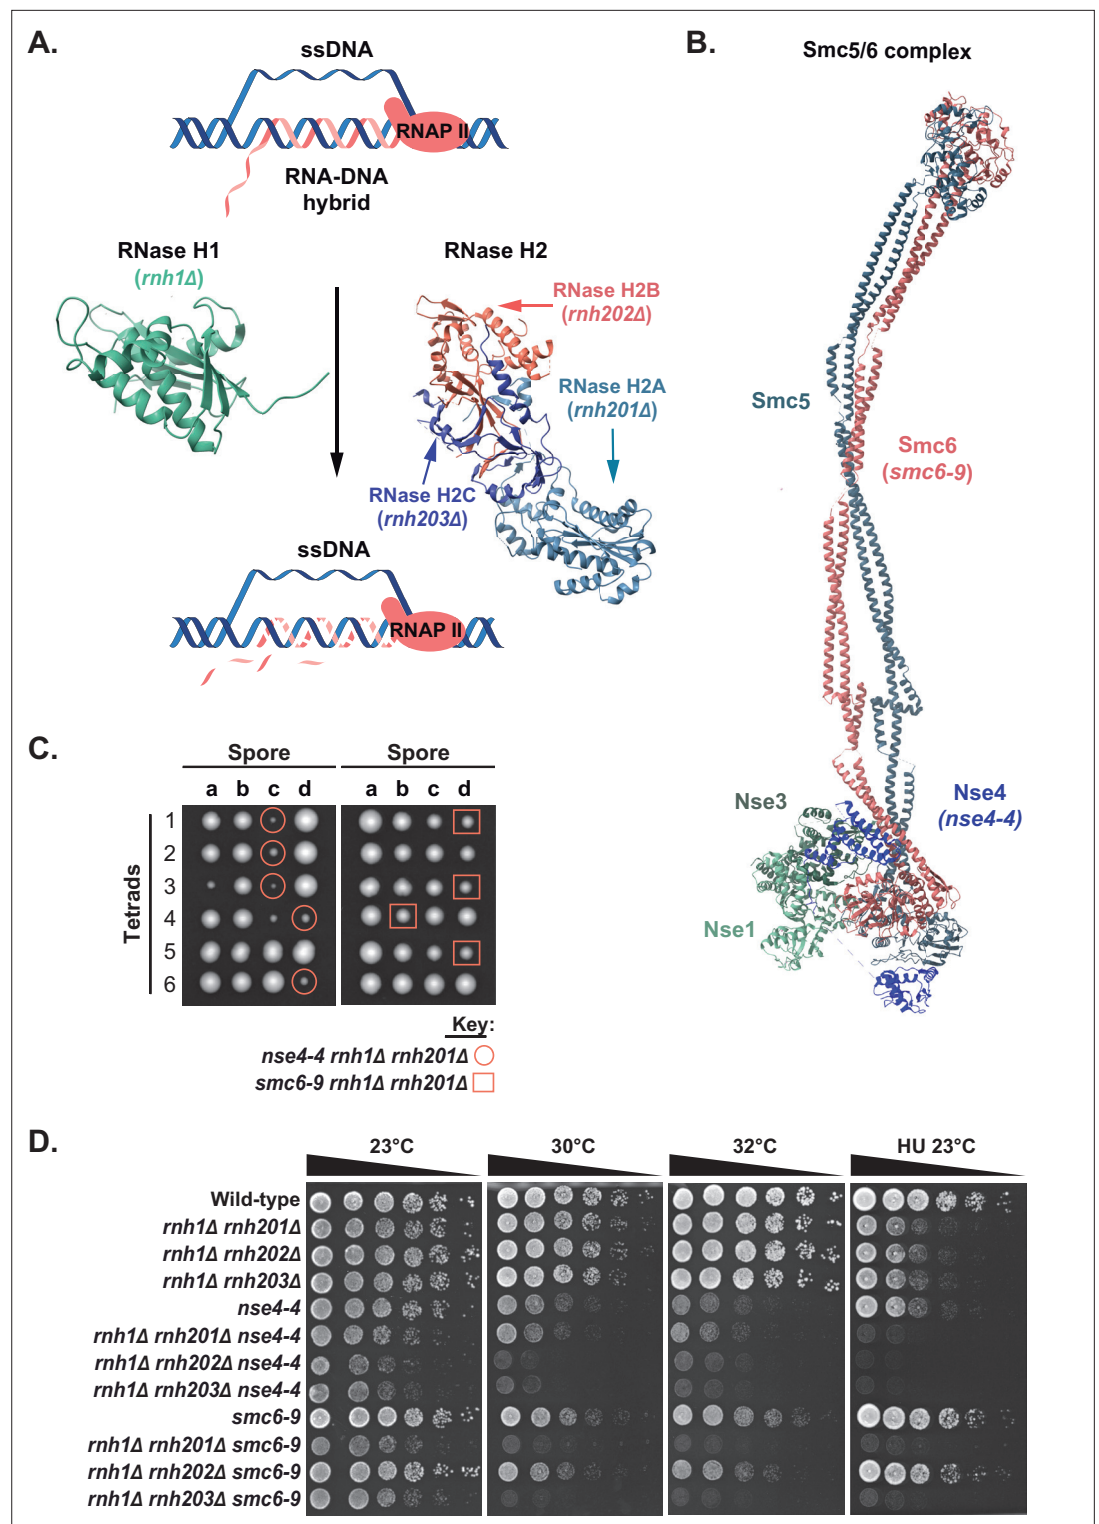 A.
ssDNA
RNAP II
RNA-DNA
hybrid
RNase H1
(rnh1Δ)
RNase H2
RNase H2B
(rnh202Δ)
RNase H2A
(rnh201Δ)
RNase H2C
(rnh203Δ)
ssDNA
RNAP II
B.
Smc5/6 complex
Smc5
Smc6
(smc6-9)
Nse3
Nse4
(nse4-4)
Nse1
C.
Spore Spore
a b c d a b c d
Tetrads
1
2
3
4
5
6
Key:
nse4-4 rnh1Δ rnh201Δ
smc6-9 rnh1Δ rnh201Δ
D.
23°C 30°C 32°C HU 23°C
Wild-type
rnh1Δ rnh201Δ
rnh1Δ rnh202Δ
rnh1Δ rnh203Δ
nse4-4
rnh1Δ rnh201Δ nse4-4
rnh1Δ rnh202Δ nse4-4
rnh1Δ rnh203Δ nse4-4
smc6-9
rnh1Δ rnh201Δ smc6-9
rnh1Δ rnh202Δ smc6-9
rnh1Δ rnh203Δ smc6-9